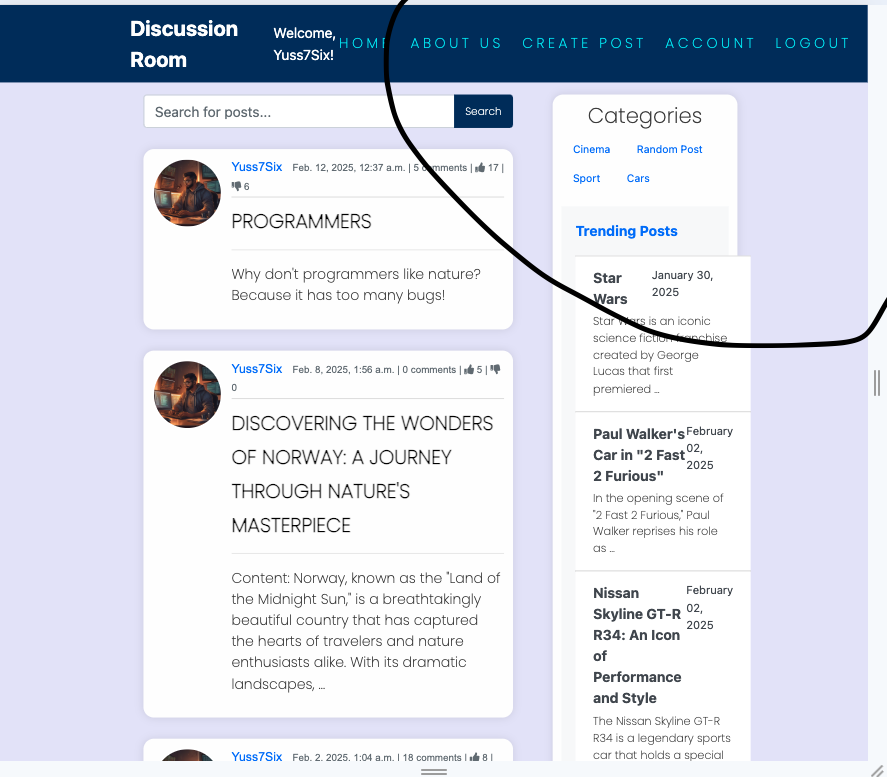 Discussion
Room
Welcome,
Yuss7Six!
HOME ABOUT US CREATE POST ACCOUNT LOGOUT
Search for posts...
Search
Yuss7Six Feb. 12, 2025, 12:37 a.m. | 5 comments | 17 |
6
PROGRAMMERS
Why don't programmers like nature?
Because it has too many bugs!
Yuss7Six Feb. 8, 2025, 1:56 a.m. | 0 comments | 5 |
0
DISCOVERING THE WONDERS
OF NORWAY: A JOURNEY
THROUGH NATURE'S
MASTERPIECE
Content: Norway, known as the "Land of
the Midnight Sun," is a breathtakingly
beautiful country that has captured
the hearts of travelers and nature
enthusiasts alike. With its dramatic
landscapes, ...
Yuss7Six Feb. 2, 2025, 1:04 a.m. | 18 comments | 8 |
Categories
Cinema Random Post
Sport Cars
Trending Posts
Star
Wars
January 30,
2025
Star Wars is an iconic
science fiction franchise
created by George
Lucas that first
premiered ...
Paul Walker's
Car in "2 Fast
2 Furious"
February
02,
2025
In the opening scene of
"2 Fast 2 Furious," Paul
Walker reprises his role
as ...
Nissan
Skyline GT-R
R34: An Icon
of
Performance
and Style
February
02,
2025
The Nissan Skyline GT-R
R34 is a legendary sports
car that holds a special